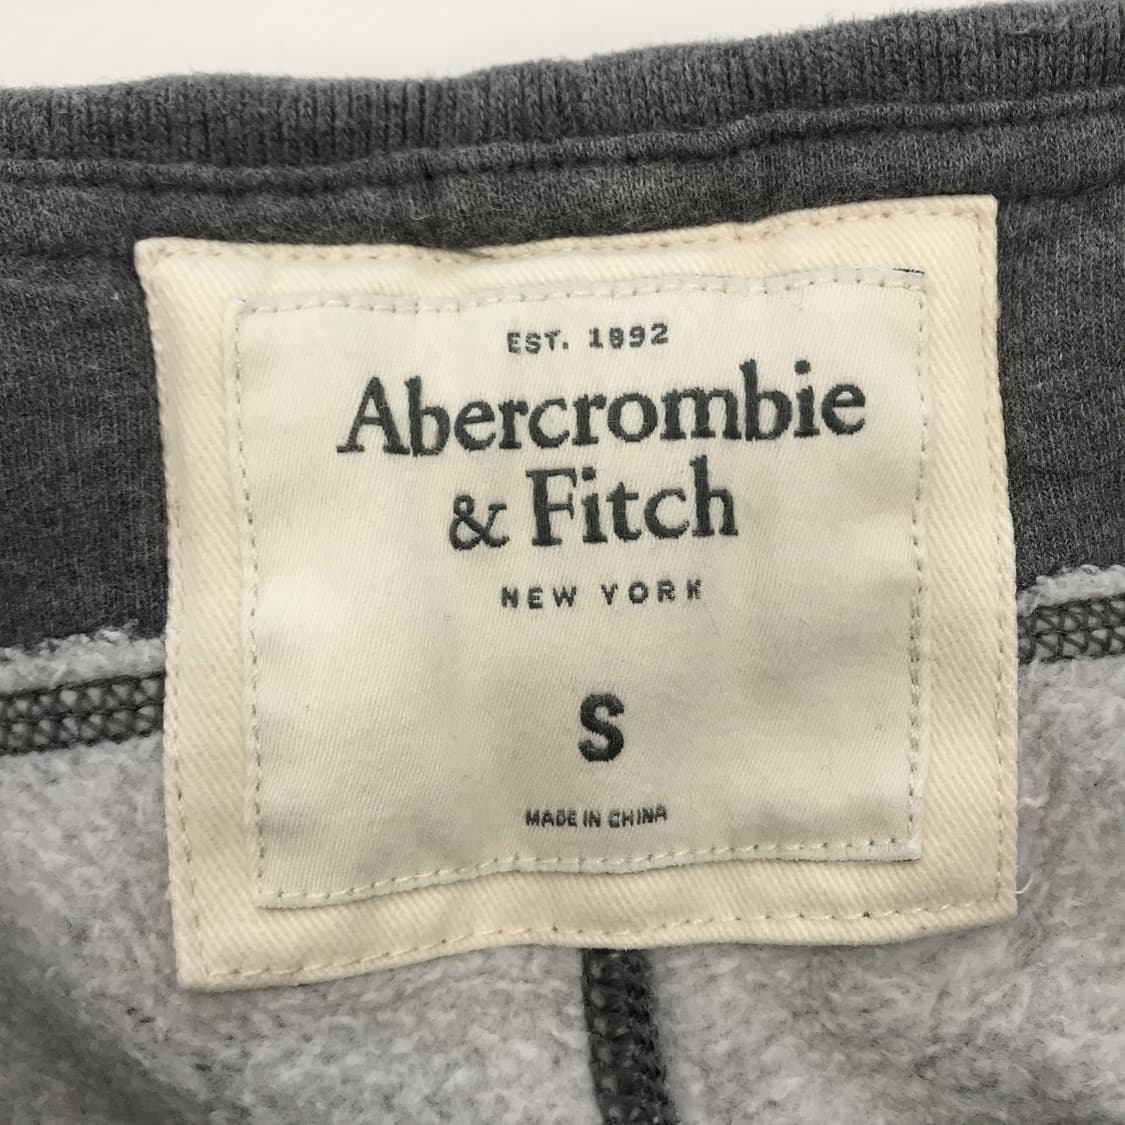 EST. 1892
Abercrombie
& Fitch
NEW YORK
S
MADE IN CHINA